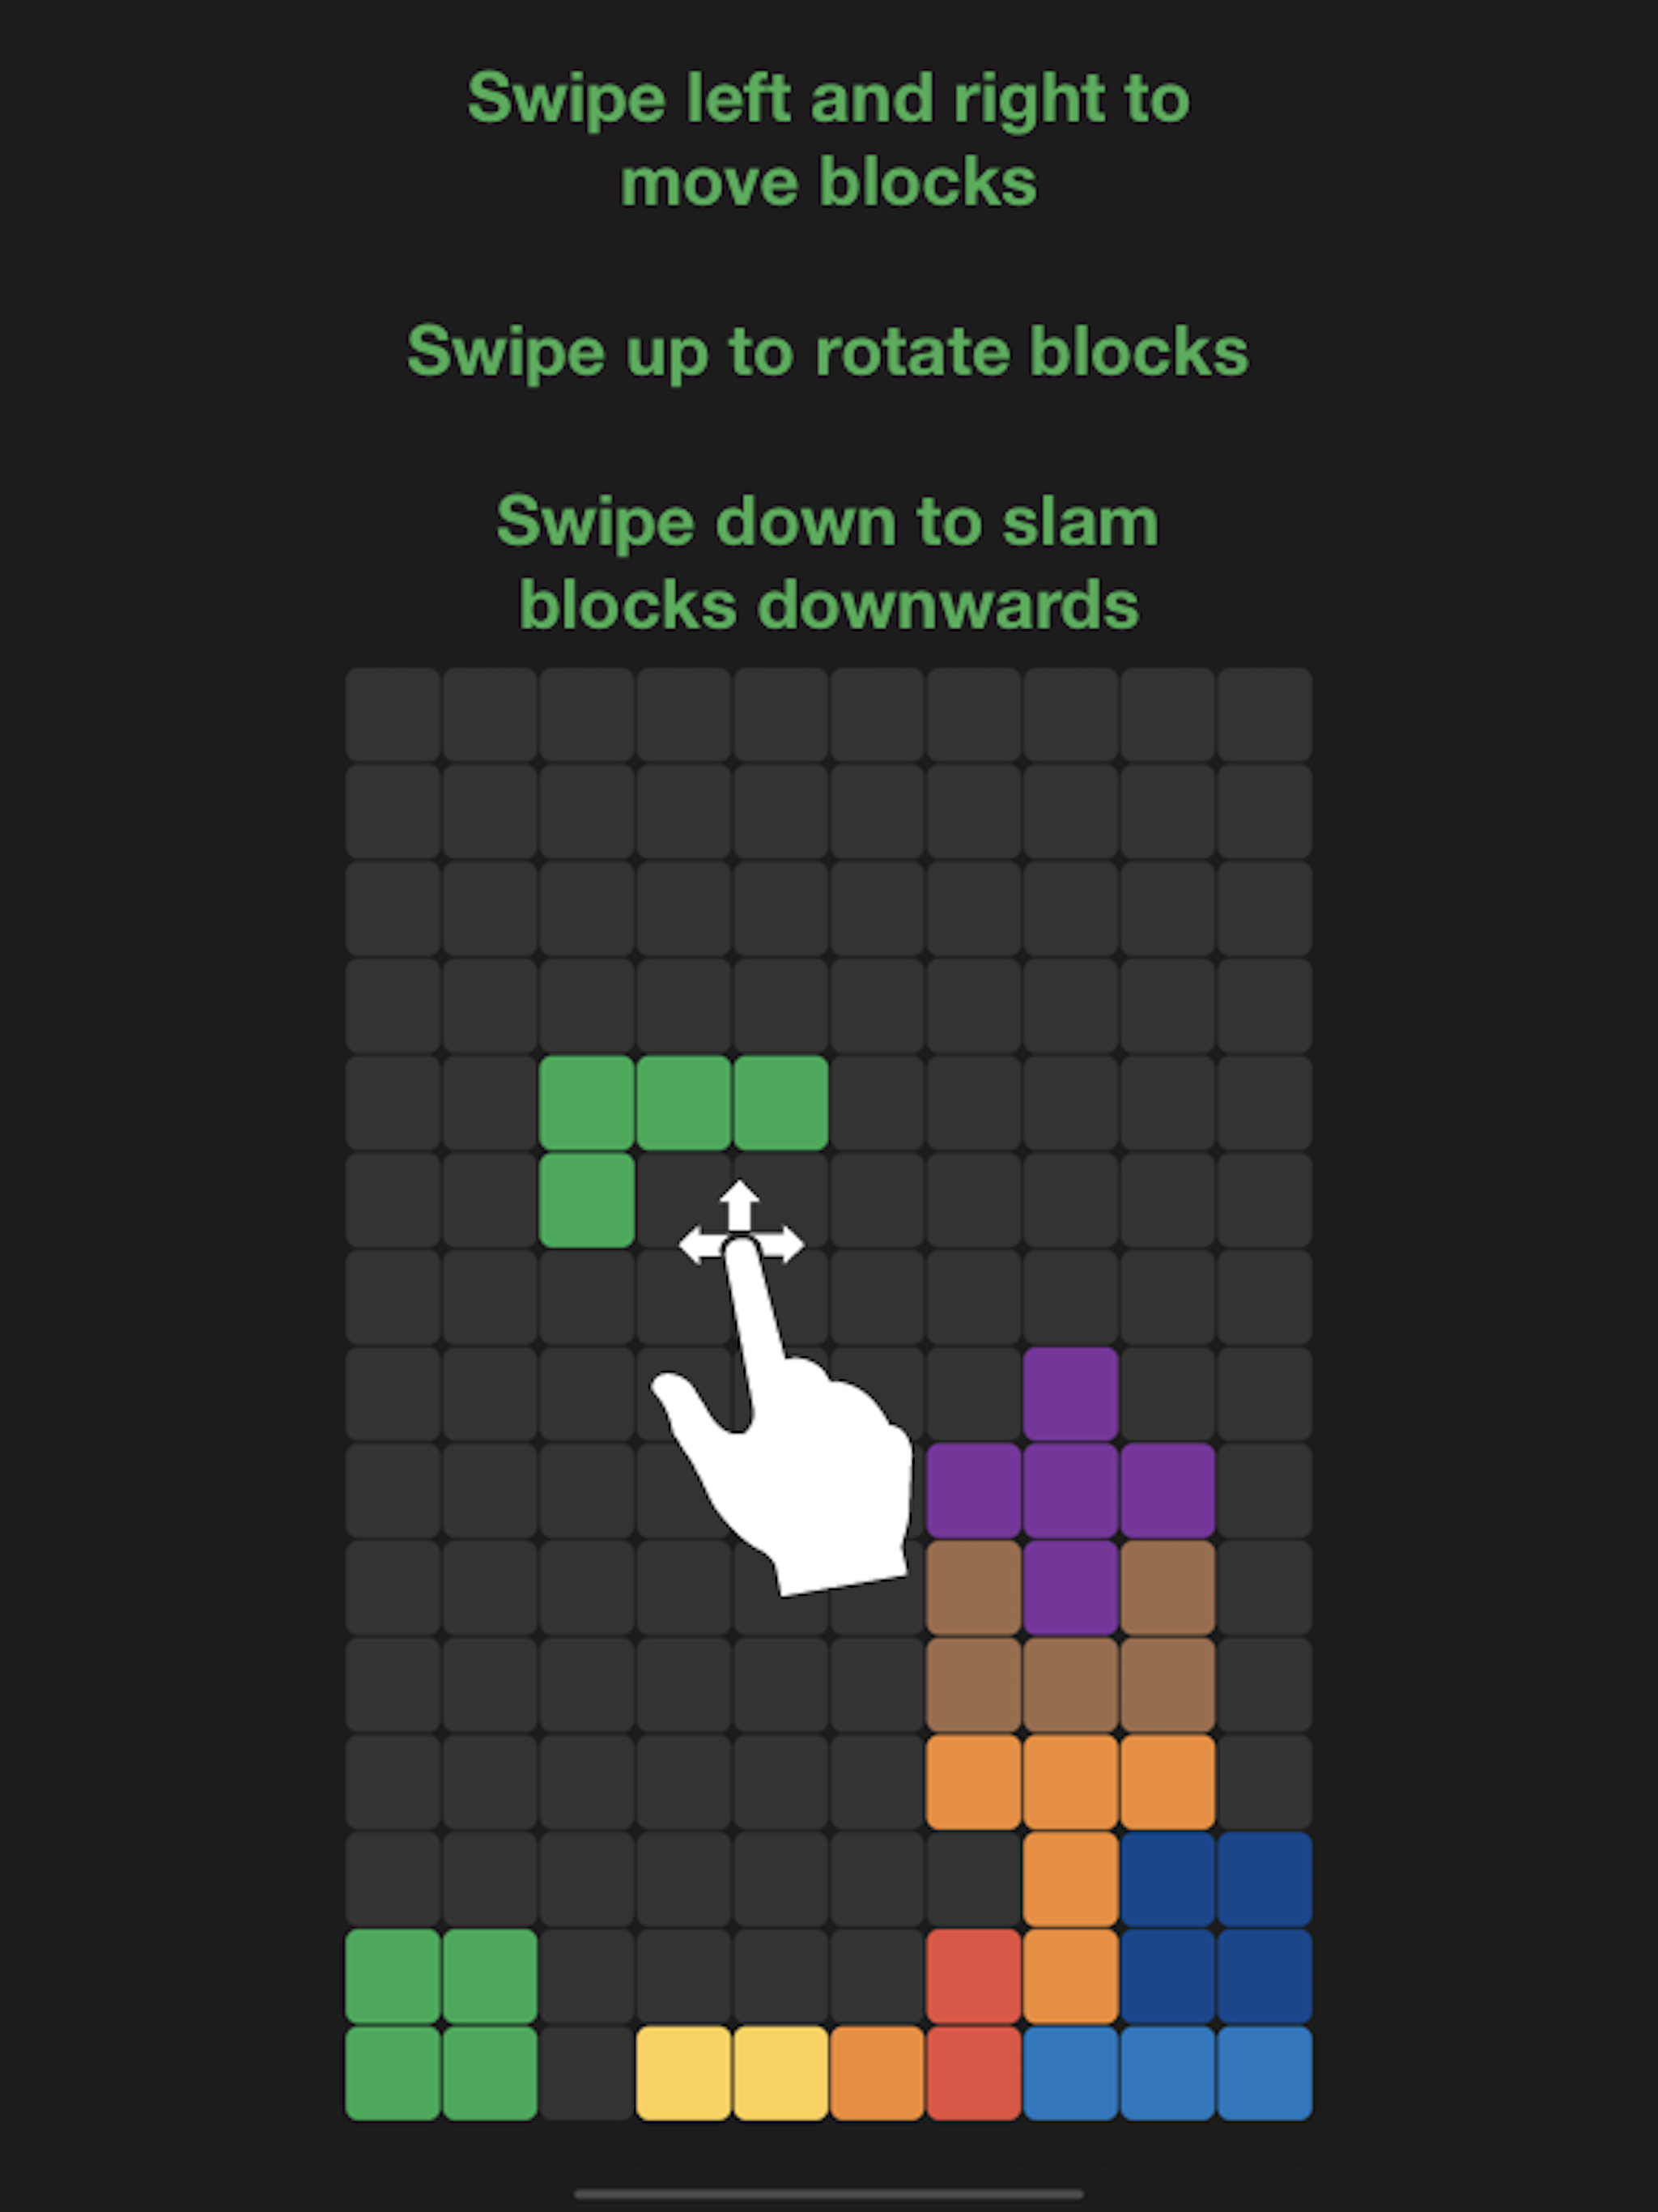 Swipe left and right to
move blocks
Swipe up to rotate blocks
Swipe down to slam
blocks downwards